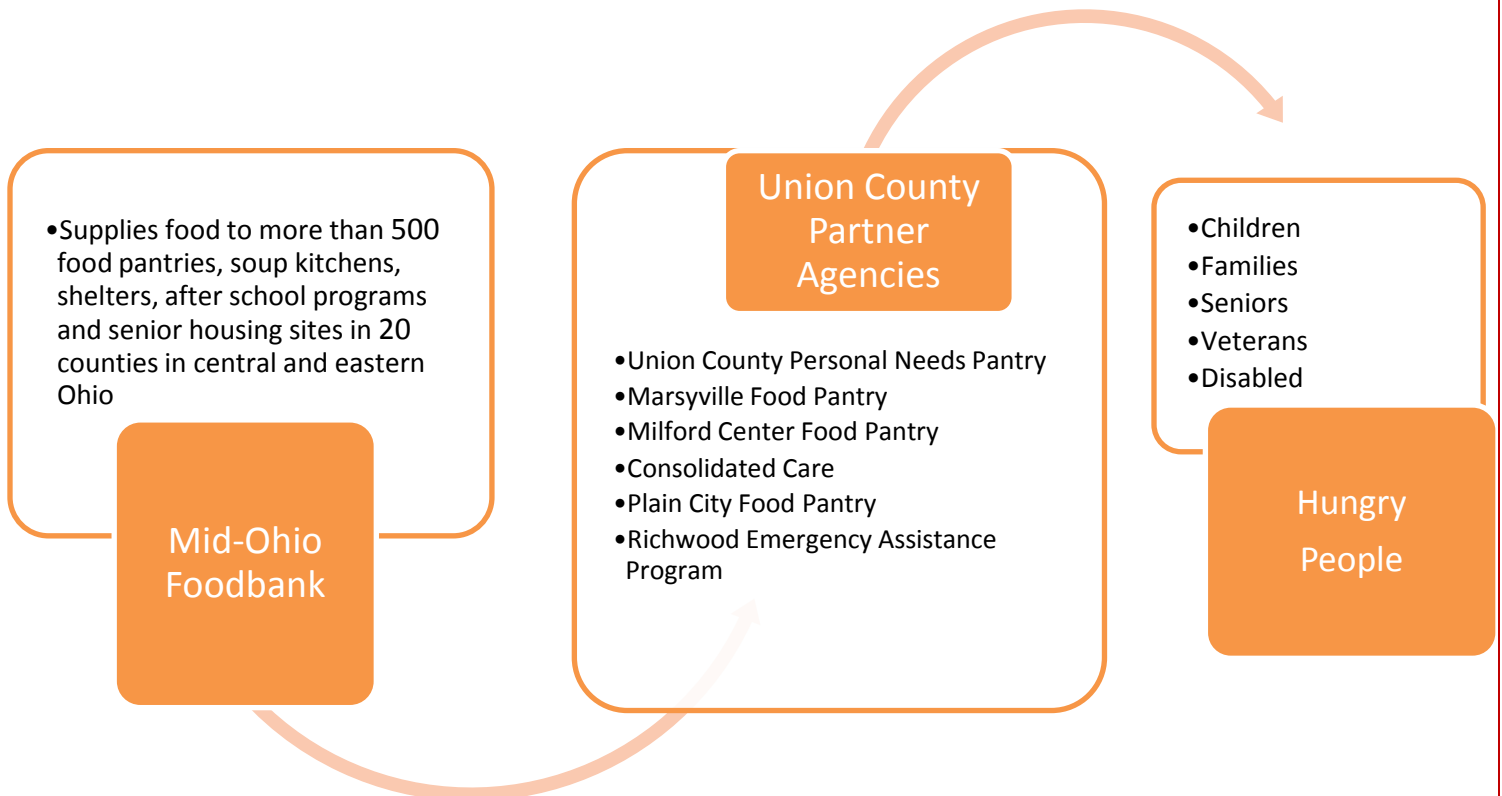 •Supplies food to more than 500
food pantries, soup kitchens,
shelters, after school programs
and senior housing sites in 20
counties in central and eastern
Ohio
Mid-Ohio
Foodbank
Union County
Partner
Agencies
•Union County Personal Needs Pantry
•Marsyville Food Pantry
•Milford Center Food Pantry
•Consolidated Care
•Plain City Food Pantry
•Richwood Emergency Assistance
Program
•Children
•Families
•Seniors
•Veterans
•Disabled
Hungry
People